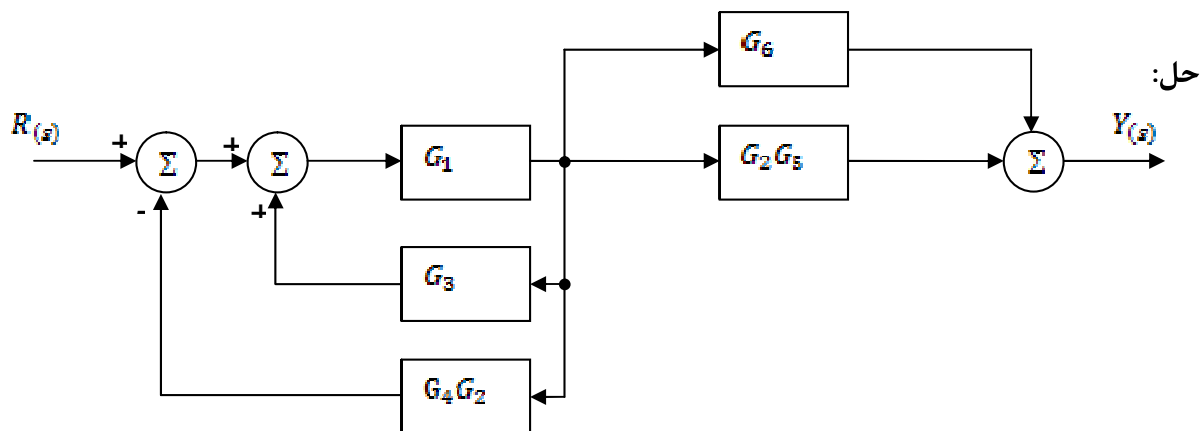 حل:
G₆
R₍ₛ₎
+
Σ
+
Σ
G₁
G₂G₅
Σ
Y₍ₛ₎
-
+
G₃
G₄G₂